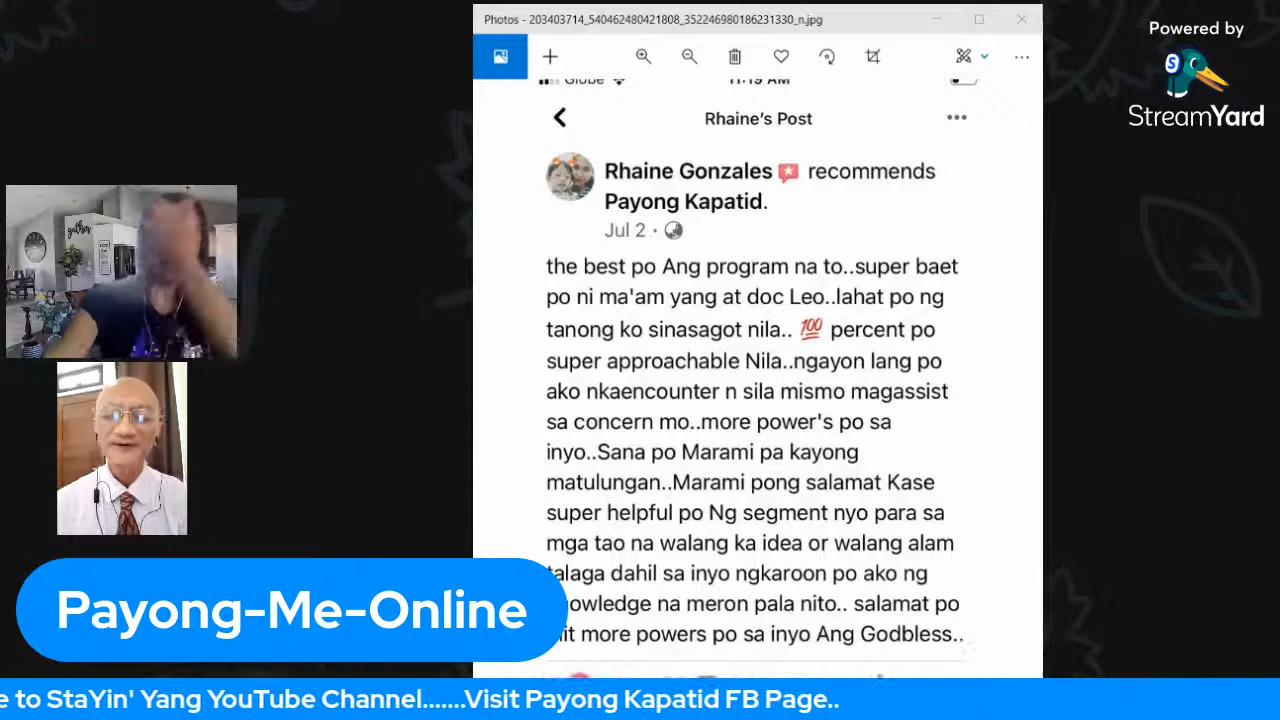 Photos - 203403714_540462480421808_352246980186231330_n.jpg
Powered by
StreamYard
Globe
11:19 AM
Rhaine's Post
Rhaine Gonzales recommends
Payong Kapatid.
Jul 2 ·
the best po Ang program na to..super baet
po ni ma'am yang at doc Leo..lahat po ng
tanong ko sinasagot nila.. 💯 percent po
super approachable Nila..ngayon lang po
ako nkaencounter n sila mismo magassist
sa concern mo..more power's po sa
inyo..Sana po Marami pa kayong
matulungan..Marami pong salamat Kase
super helpful po Ng segment nyo para sa
mga tao na walang ka idea or walang alam
talaga dahil sa inyo ngkaroon po ako ng
knowledge na meron pala nito.. salamat po
more powers po sa inyo Ang Godbless..
gather
Payong-Me-Online
e to StaYin' Yang YouTube Channel.......Visit Payong Kapatid FB Page..